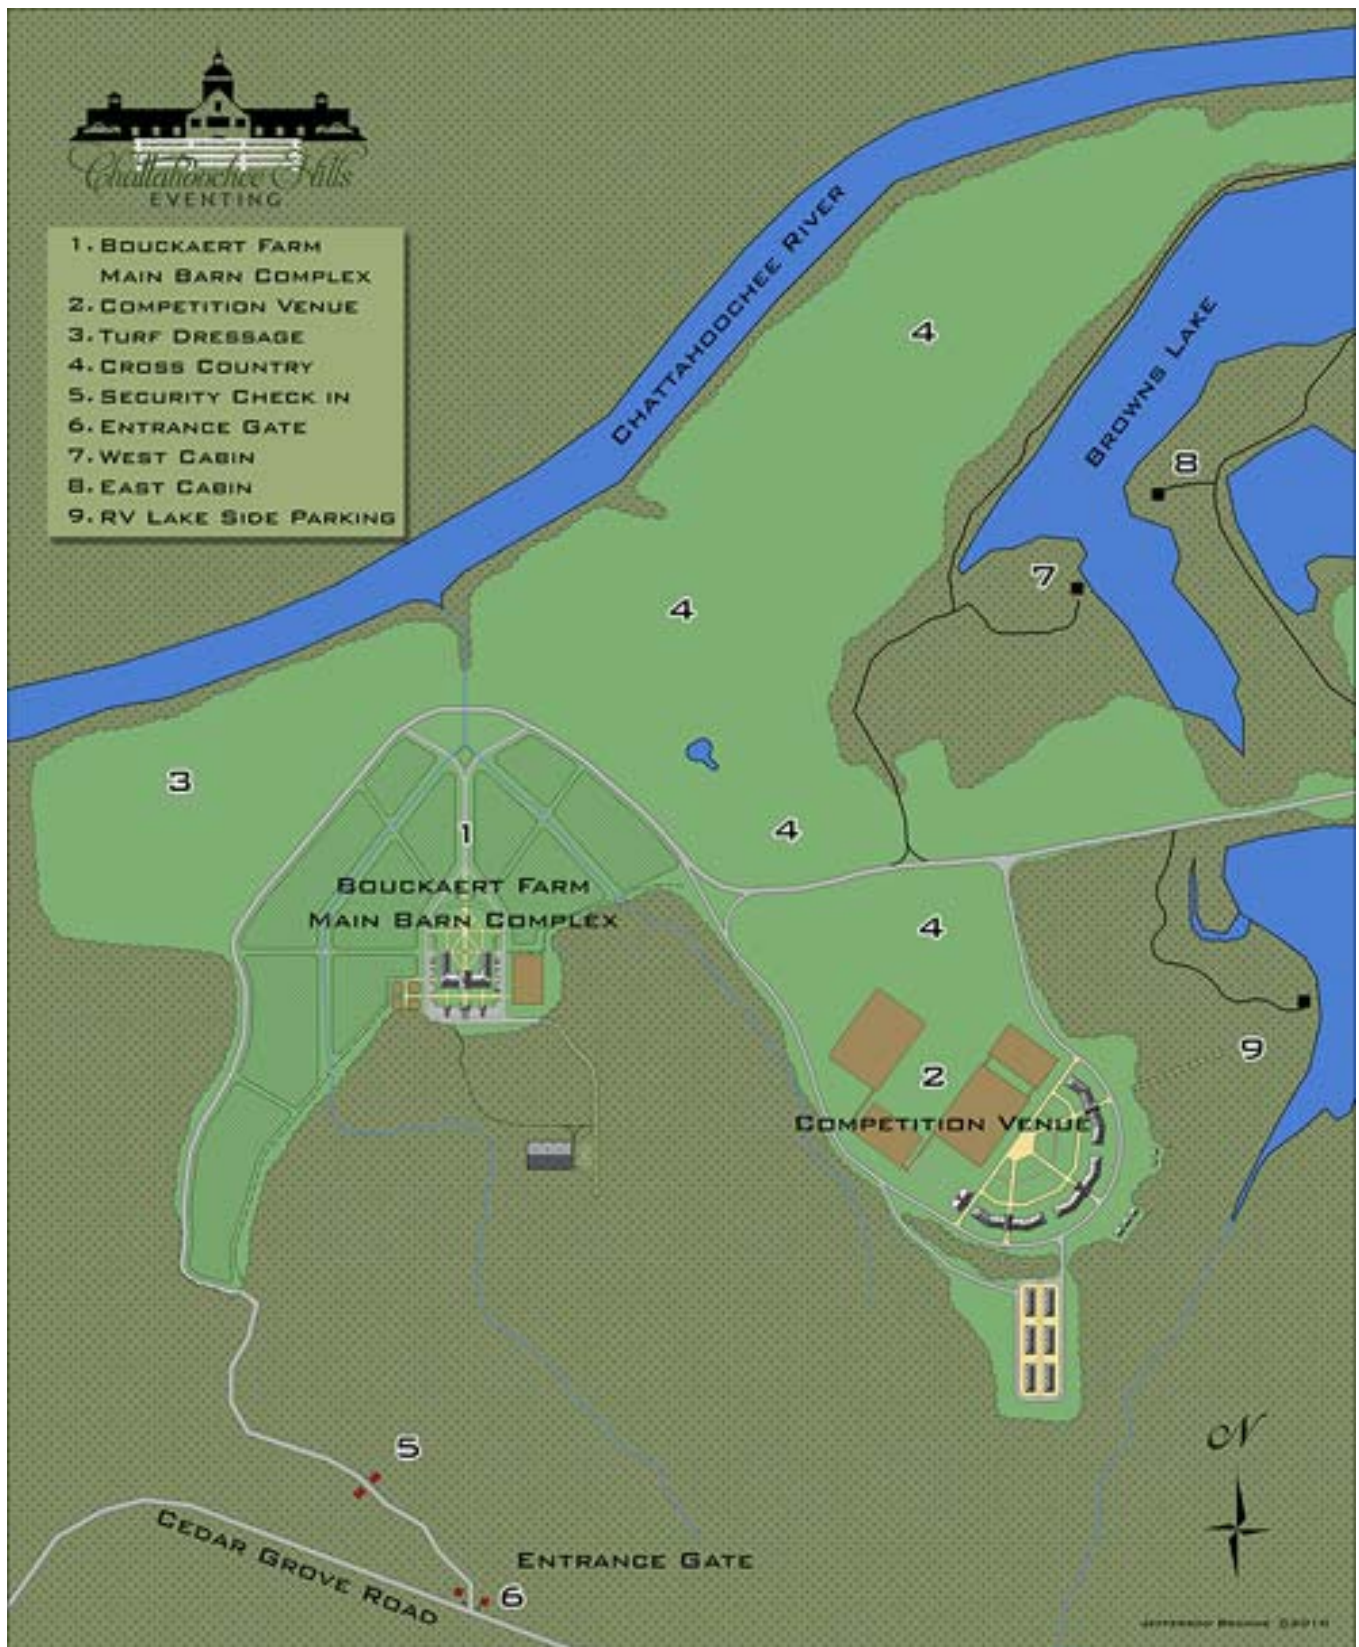 Chattahoochee Hills
EVENTING
1. BOUCKAERT FARM
MAIN BARN COMPLEX
2. COMPETITION VENUE
3. TURF DRESSAGE
4. CROSS COUNTRY
5. SECURITY CHECK IN
6. ENTRANCE GATE
7. WEST CABIN
8. EAST CABIN
9. RV LAKE SIDE PARKING
CHATTAHOOCHEE RIVER
4
BROWNS LAKE
8
7
4
3
1
4
BOUCKAERT FARM
MAIN BARN COMPLEX
4
9
2
COMPETITION VENUE
5
N
CEDAR GROVE ROAD
ENTRANCE GATE
6